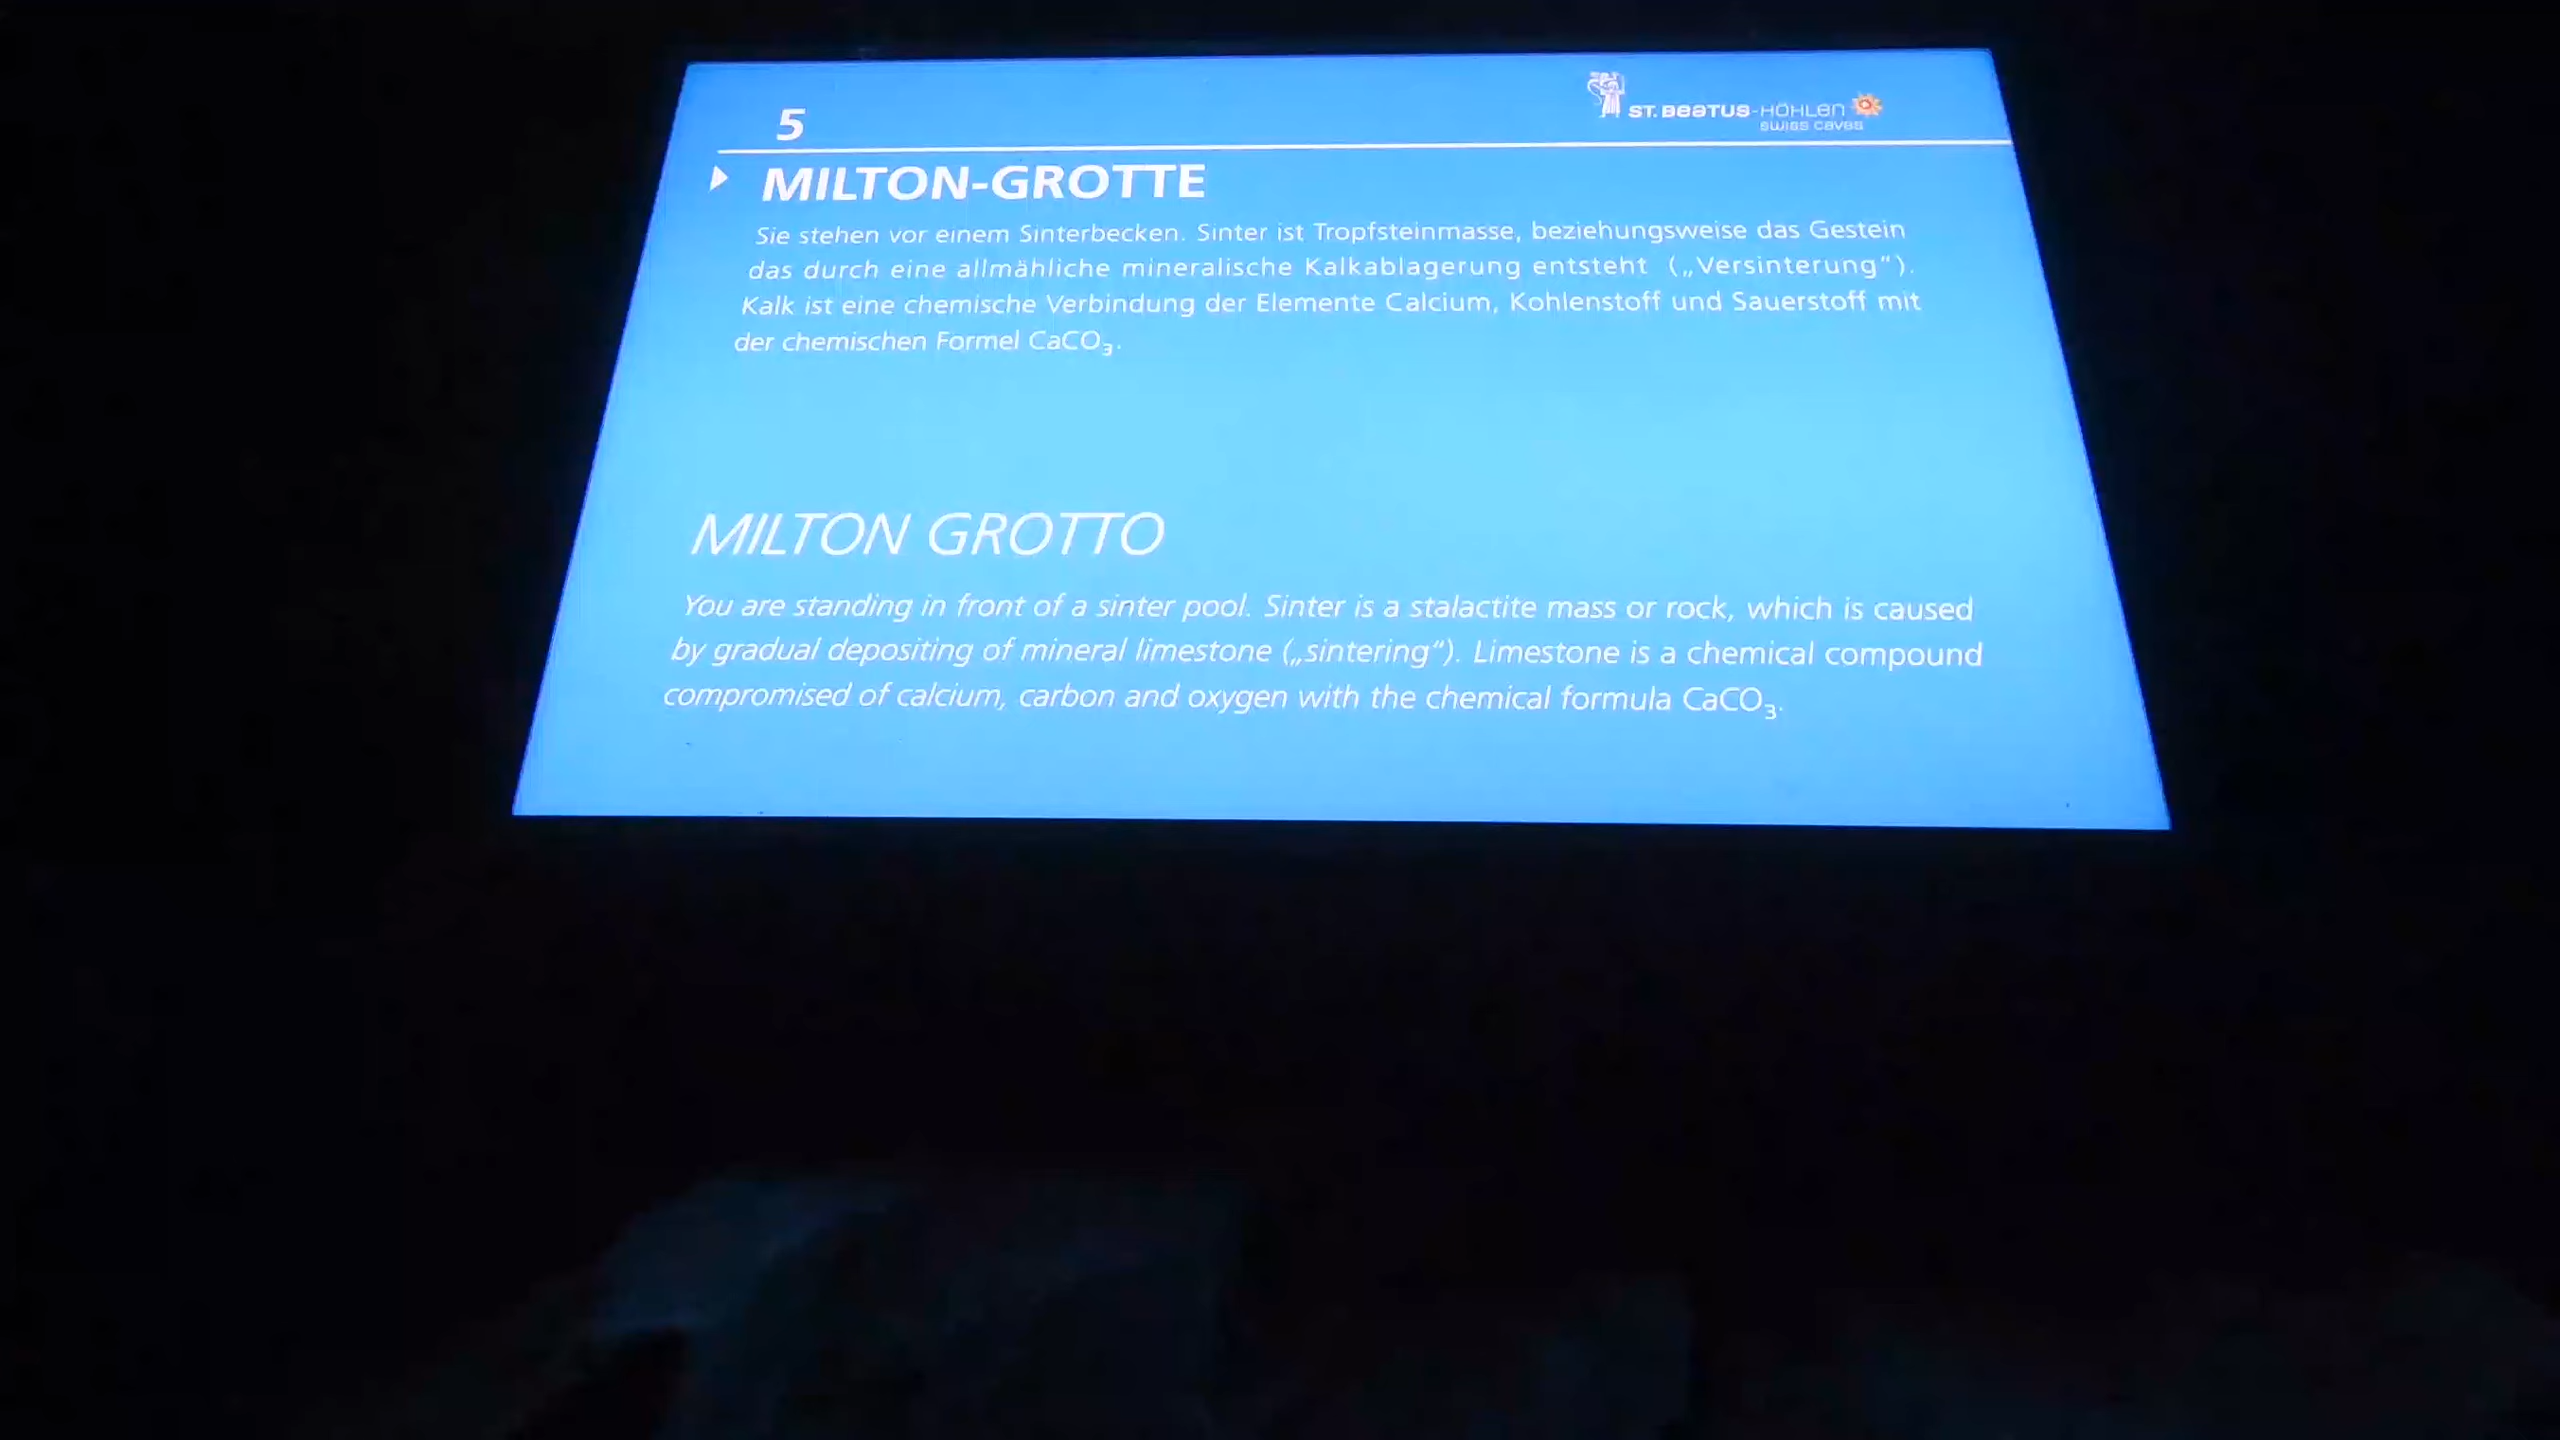 5
ST. BEATUS-HÖHLEN
SWISS CAVES
MILTON-GROTTE
Sie stehen vor einem Sinterbecken. Sinter ist Tropfsteinmasse, beziehungsweise das Gestein
das durch eine allmähliche mineralische Kalkablagerung entsteht („Versinterung“).
Kalk ist eine chemische Verbindung der Elemente Calcium, Kohlenstoff und Sauerstoff mit
der chemischen Formel CaCO₃.
MILTON GROTTO
You are standing in front of a sinter pool. Sinter is a stalactite mass or rock, which is caused
by gradual depositing of mineral limestone („sintering“). Limestone is a chemical compound
compromised of calcium, carbon and oxygen with the chemical formula CaCO₃.